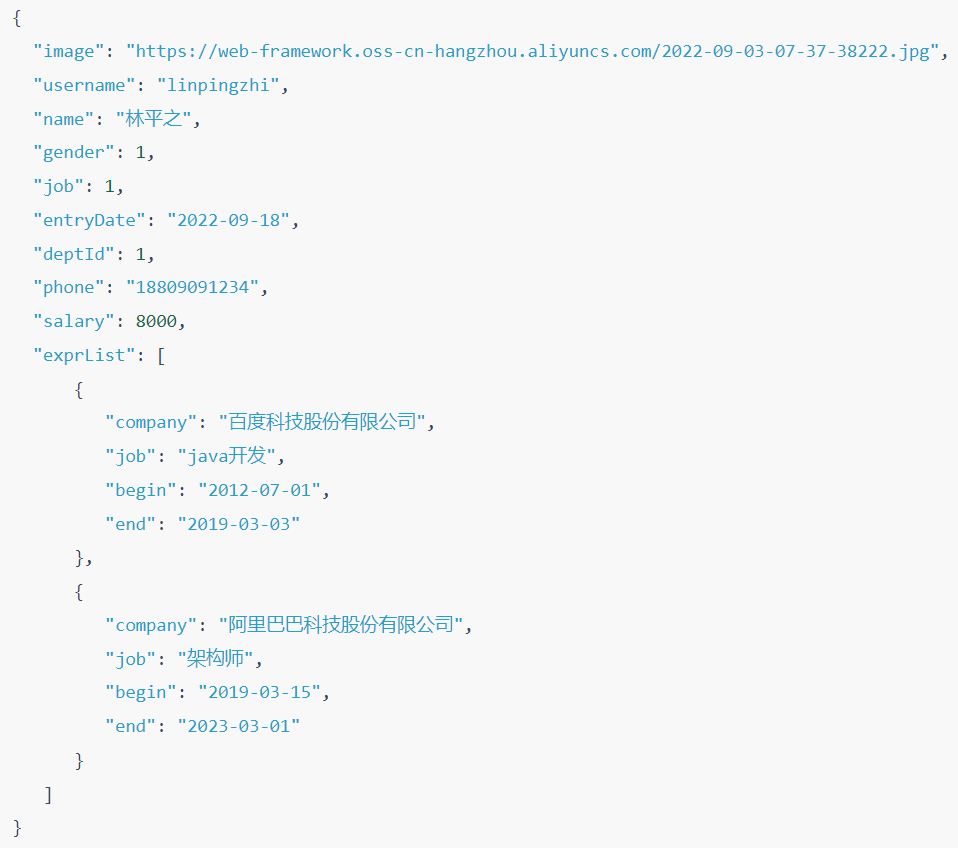 {
"image": "https://web-framework.oss-cn-hangzhou.aliyuncs.com/2022-09-03-07-37-38222.jpg",
"username": "linpingzhi",
"name": "林平之",
"gender": 1,
"job": 1,
"entryDate": "2022-09-18",
"deptId": 1,
"phone": "18809091234",
"salary": 8000,
"exprList": [
{
"company": "百度科技股份有限公司",
"job": "java开发",
"begin": "2012-07-01",
"end": "2019-03-03"
},
{
"company": "阿里巴巴科技股份有限公司",
"job": "架构师",
"begin": "2019-03-15",
"end": "2023-03-01"
}
]
}